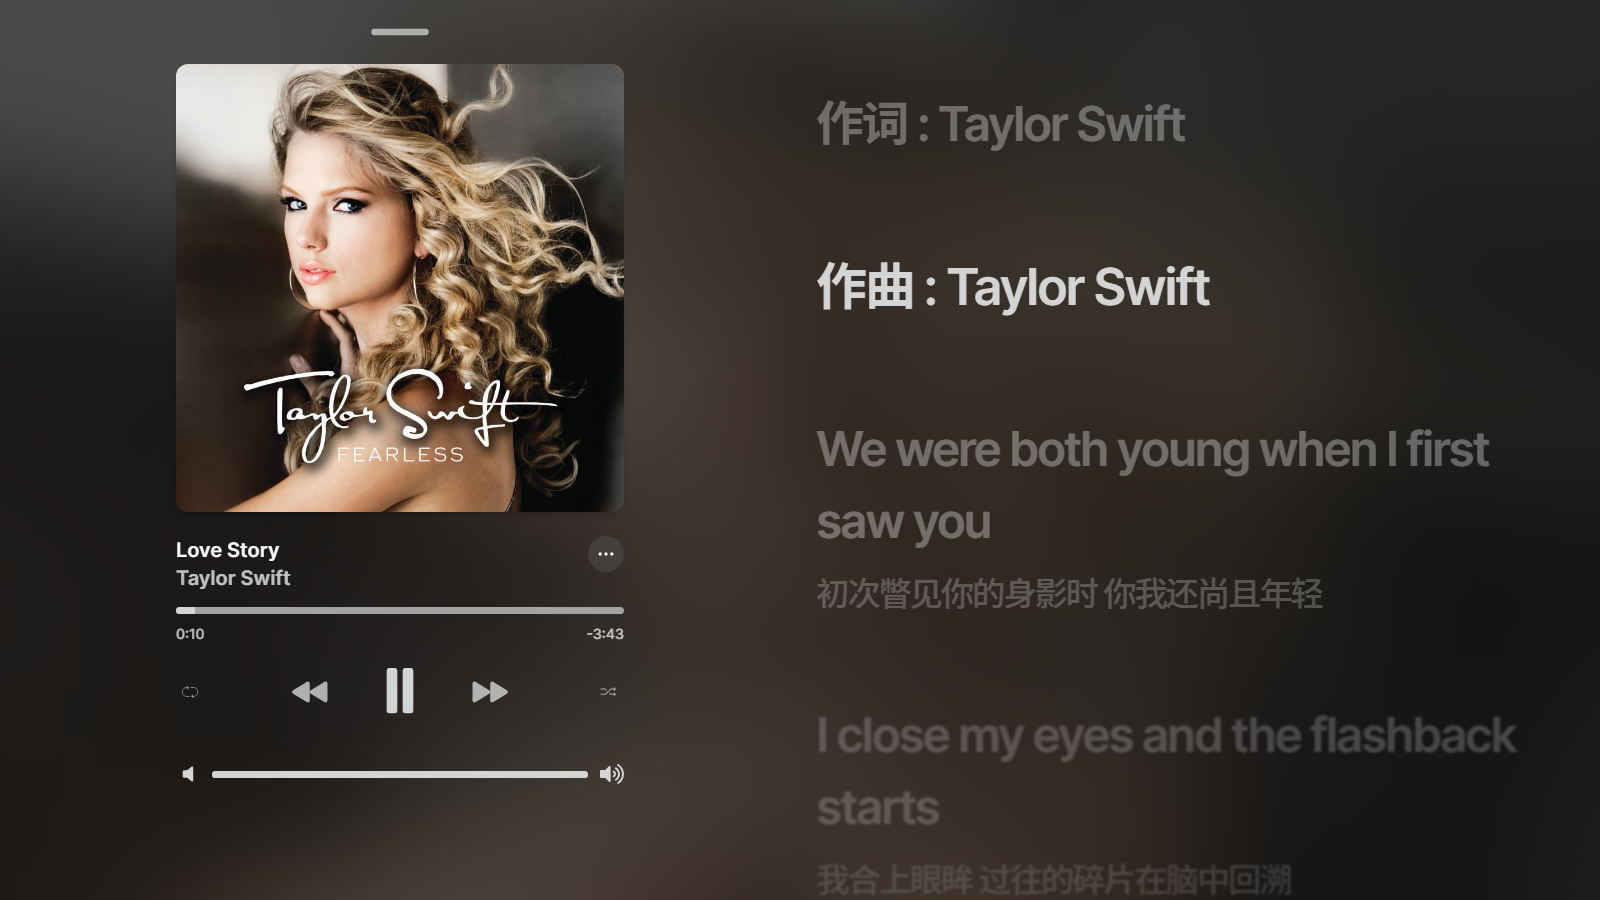 Taylor Swift
FEARLESS
Love Story
Taylor Swift
0:10
-3:43
作词 : Taylor Swift
作曲 : Taylor Swift
We were both young when I first
saw you
初次瞥见你的身影时 你我还尚且年轻
I close my eyes and the flashback
starts
我合上眼眸 过往的碎片在脑中回溯